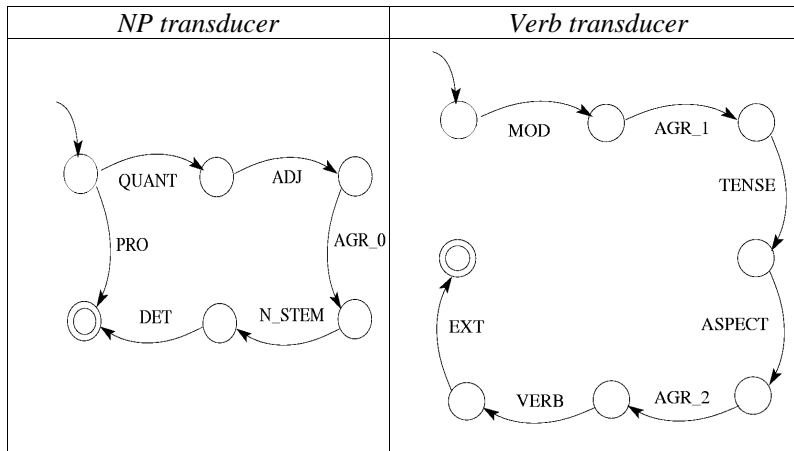 NP transducer
Verb transducer
QUANT
ADJ
PRO
AGR_0
DET
N_STEM
MOD
AGR_1
TENSE
ASPECT
EXT
VERB
AGR_2